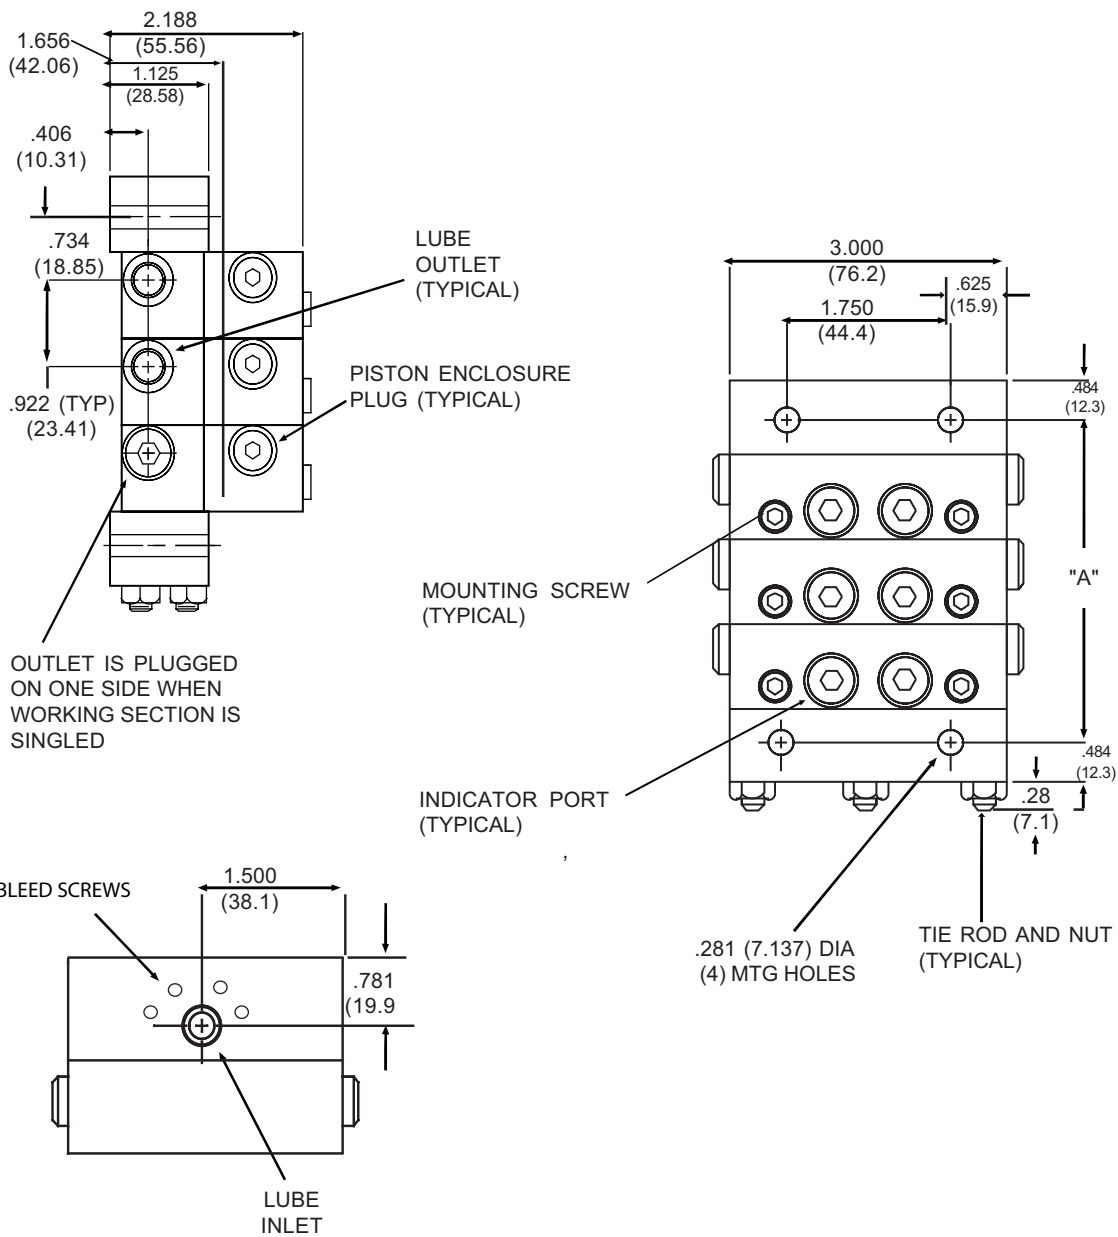 2.188
(55.56)
1.656
(42.06)
1.125
(28.58)
.406
(10.31)
.734
(18.85)
.922 (TYP)
(23.41)
LUBE
OUTLET
(TYPICAL)
PISTON ENCLOSURE
PLUG (TYPICAL)
OUTLET IS PLUGGED
ON ONE SIDE WHEN
WORKING SECTION IS
SINGLED
3.000
(76.2)
.625
(15.9)
1.750
(44.4)
.484
(12.3)
"A"
MOUNTING SCREW
(TYPICAL)
INDICATOR PORT
(TYPICAL)
,
.484
(12.3)
.28
(7.1)
.281 (7.137) DIA
(4) MTG HOLES
TIE ROD AND NUT
(TYPICAL)
BLEED SCREWS
1.500
(38.1)
.781
(19.9
LUBE
INLET